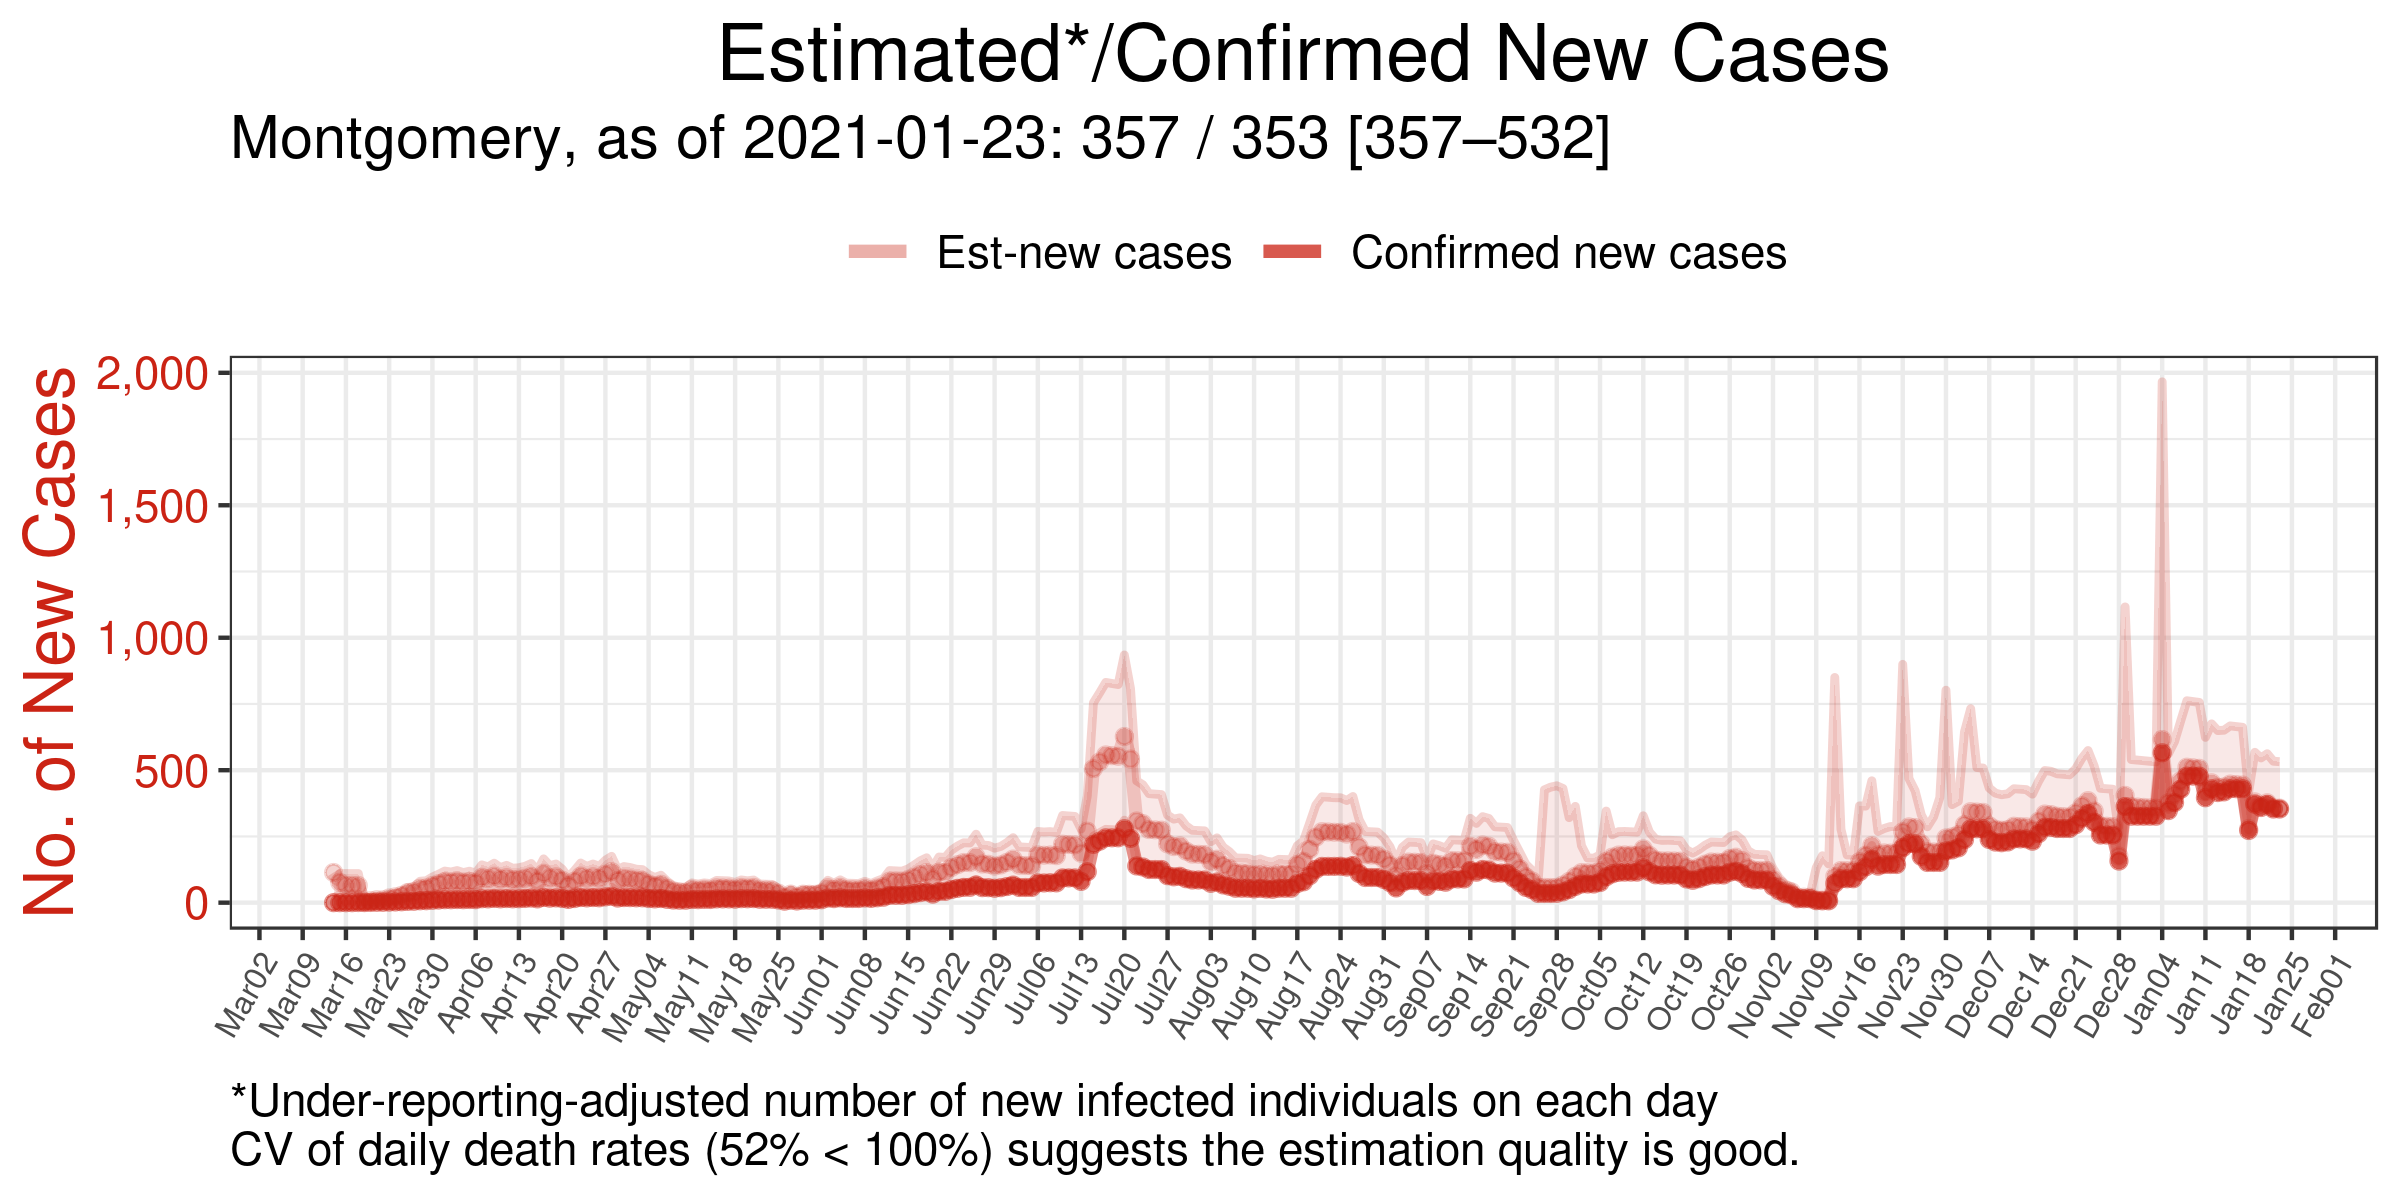 Estimated*/Confirmed New Cases
Montgomery, as of 2021-01-23: 357 / 353 [357–532]
Est-new cases Confirmed new cases
No. of New Cases
2,000
1,500
1,000
500
0
Mar02 Mar09 Mar16 Mar23 Mar30 Apr06 Apr13 Apr20 Apr27 May04 May11 May18 May25 Jun01 Jun08 Jun15 Jun22 Jun29 Jul06 Jul13 Jul20 Jul27 Aug03 Aug10 Aug17 Aug24 Aug31 Sep07 Sep14 Sep21 Sep28 Oct05 Oct12 Oct19 Oct26 Nov02 Nov09 Nov16 Nov23 Nov30 Dec07 Dec14 Dec21 Dec28 Jan04 Jan11 Jan18 Jan25 Feb01
*Under-reporting-adjusted number of new infected individuals on each day
CV of daily death rates (52% < 100%) suggests the estimation quality is good.